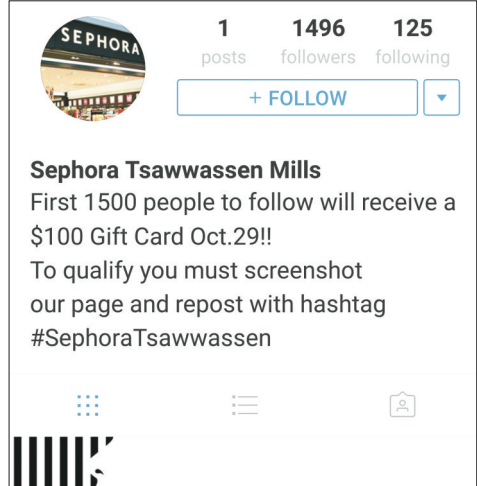 SEPHORA
1 1496 125
posts followers following
+ FOLLOW
Sephora Tsawwassen Mills
First 1500 people to follow will receive a
$100 Gift Card Oct.29!!
To qualify you must screenshot
our page and repost with hashtag
#SephoraTsawwassen